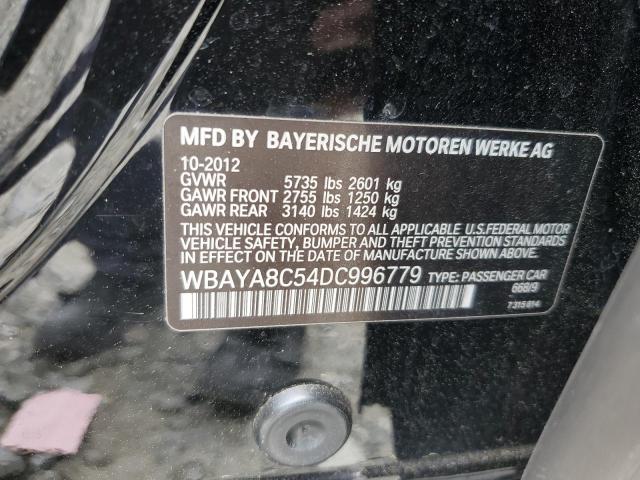 MFD BY BAYERISCHE MOTOREN WERKE AG
10-2012
GVWR 5735 lbs 2601 kg
GAWR FRONT 2755 lbs 1250 kg
GAWR REAR 3140 lbs 1424 kg
THIS VEHICLE CONFORMS TO ALL APPLICABLE U.S.FEDERAL MOTOR
VEHICLE SAFETY, BUMPER AND THEFT PREVENTION STANDARDS
IN EFFECT ON THE DATE OF MANUFACTURE SHOWN ABOVE.
WBAYA8C54DC996779 TYPE: PASSENGER CAR
668/9
7315814